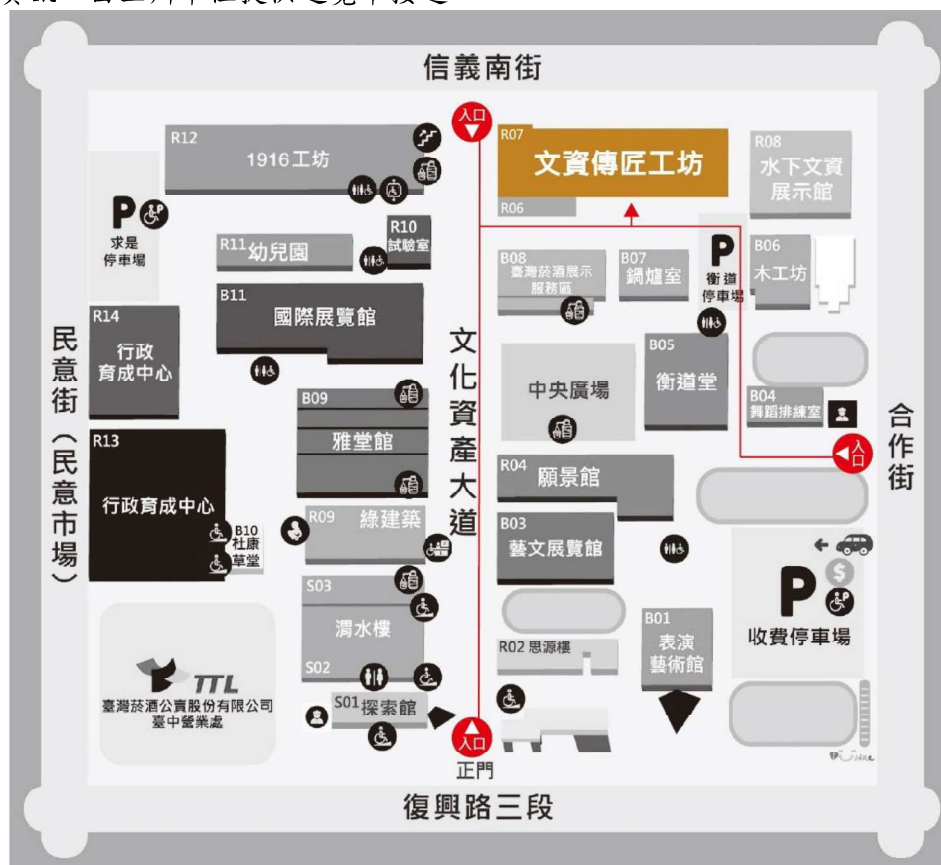 信義南街
入口
R12
1916工坊
R07
文資傳匠工坊
R08
水下文資
展示館
R06
P
求是
停車場
R11 幼兒園
R10
試驗室
B08
臺灣菸酒展示
服務區
B07
鍋爐室
P
衡道
停車場
B06
木工坊
B11
國際展覽館
R14
行政
育成中心
民意街（民意市場）
文化資產大道
中央廣場
B05
衡道堂
B04
舞蹈排練室
合作街
入口
B09
雅堂館
R13
行政育成中心
B10
社康
草堂
R04
願景館
R09
綠建築
B03
藝文展覽館
P
$
收費停車場
S03
渭水樓
S02
B01
表演
藝術館
R02 思源樓
TTL
臺灣菸酒公賣股份有限公司
臺中營業處
S01 探索館
入口
正門
復興路三段